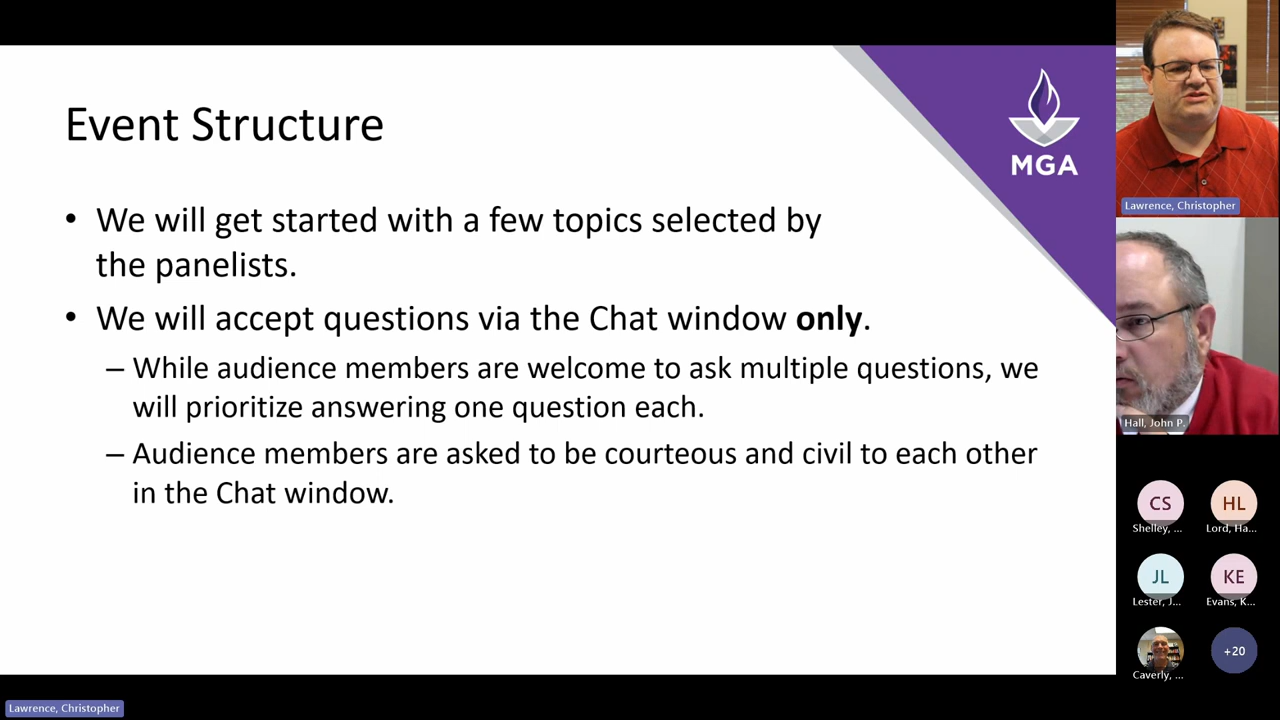 Event Structure
MGA
• We will get started with a few topics selected by
the panelists.
• We will accept questions via the Chat window only.
– While audience members are welcome to ask multiple questions, we
will prioritize answering one question each.
– Audience members are asked to be courteous and civil to each other
in the Chat window.
Lawrence, Christopher
Hall, John P.
CS
Shelley, ...
HL
Lord, Ha...
JL
Lester, J...
KE
Evans, K...
Caverly, ...
+20
Lawrence, Christopher